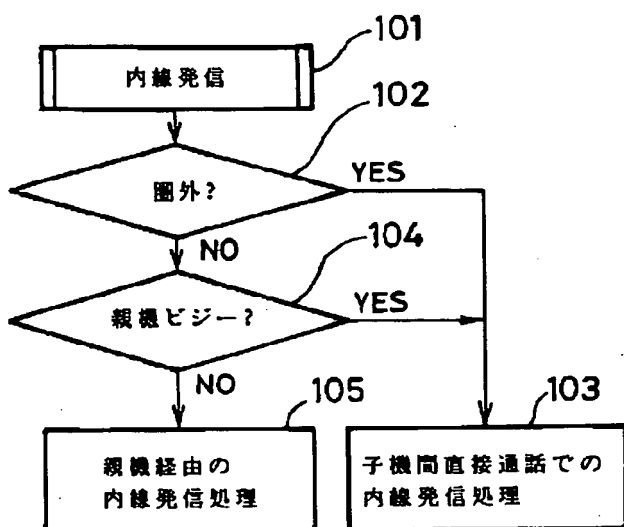 101
内線発信
102
圏外?
YES
NO
104
親機ビジー?
YES
NO
105
103
親機経由の
内線発信処理
子機間直接通話での
内線発信処理